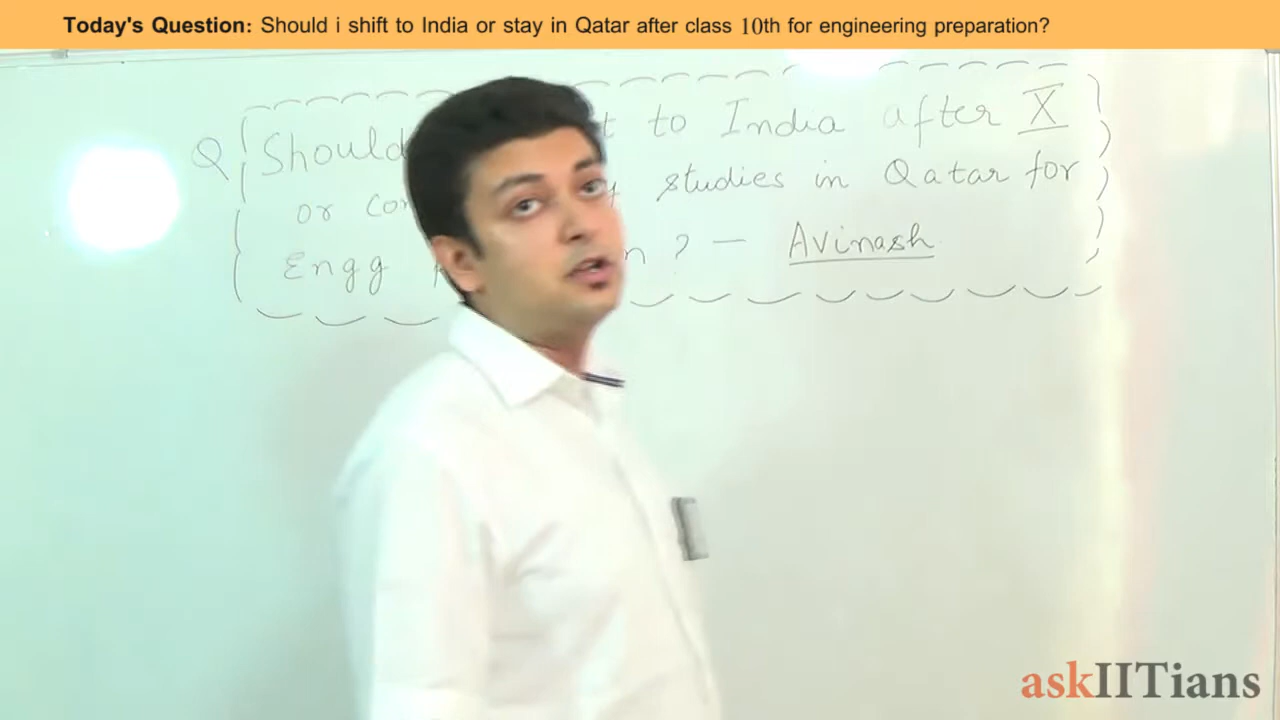 Today's Question: Should i shift to India or stay in Qatar after class 10th for engineering preparation?
Q Should t to India after X
or studies in Qatar for
Engg ? - Avinash
askIITians